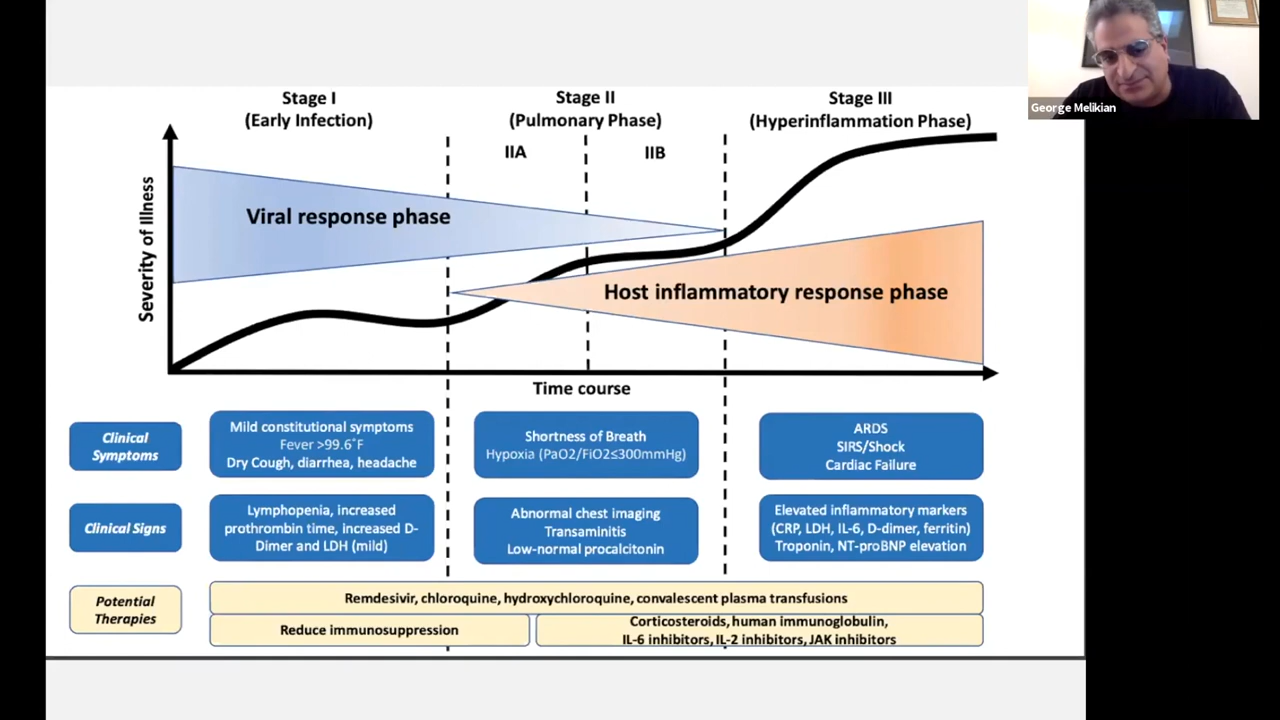 George Melikian
Stage I
(Early Infection)
Stage II
(Pulmonary Phase)
Stage III
(Hyperinflammation Phase)
IIA
IIB
Severity of Illness
Viral response phase
Host inflammatory response phase
Time course
Clinical
Symptoms
Mild constitutional symptoms
Fever >99.6°F
Dry Cough, diarrhea, headache
Shortness of Breath
Hypoxia (PaO2/FiO2≤300mmHg)
ARDS
SIRS/Shock
Cardiac Failure
Clinical Signs
Lymphopenia, increased
prothrombin time, increased D-
Dimer and LDH (mild)
Abnormal chest imaging
Transaminitis
Low-normal procalcitonin
Elevated inflammatory markers
(CRP, LDH, IL-6, D-dimer, ferritin)
Troponin, NT-proBNP elevation
Potential
Therapies
Remdesivir, chloroquine, hydroxychloroquine, convalescent plasma transfusions
Reduce immunosuppression
Corticosteroids, human immunoglobulin,
IL-6 inhibitors, IL-2 inhibitors, JAK inhibitors